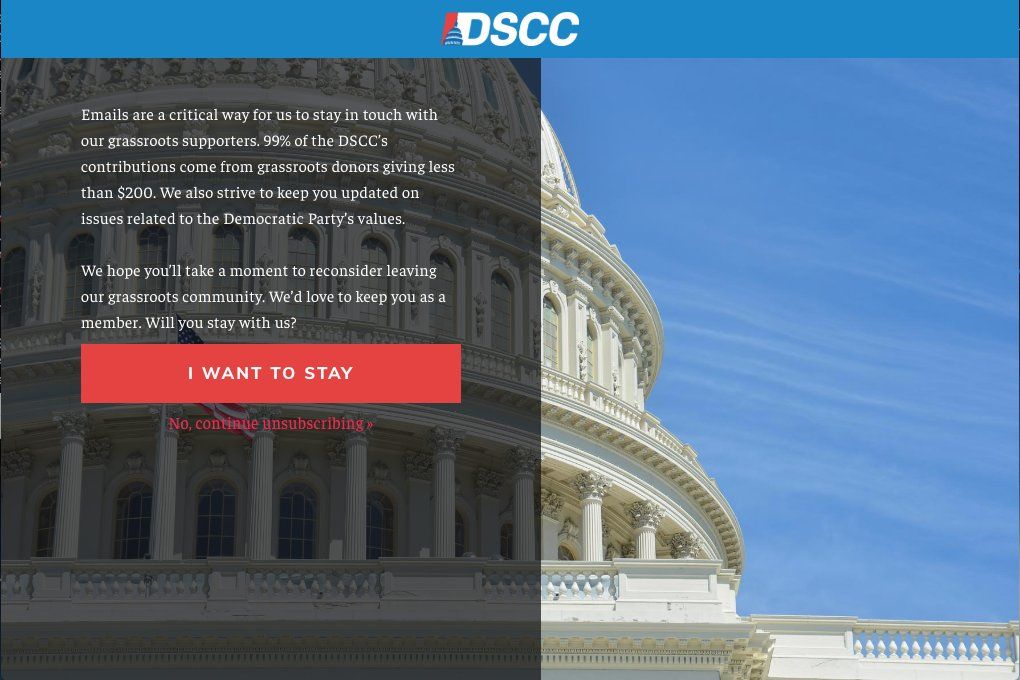 DSCC
Emails are a critical way for us to stay in touch with
our grassroots supporters. 99% of the DSCC’s
contributions come from grassroots donors giving less
than $200. We also strive to keep you updated on
issues related to the Democratic Party’s values.
We hope you’ll take a moment to reconsider leaving
our grassroots community. We’d love to keep you as a
member. Will you stay with us?
I WANT TO STAY
No, continue unsubscribing »